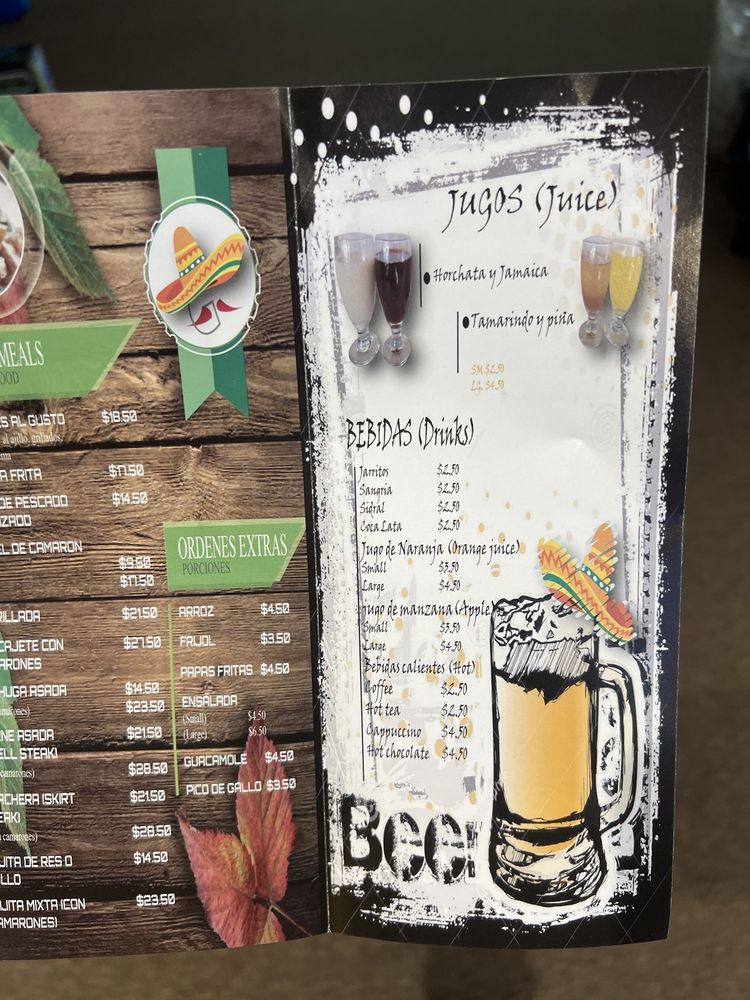 MEALS
OOD
S AL GUSTO $18.50
al ajillo, grillados,
A FRITA $17.50
DE PESCADO $14.50
ZADO
EL DE CAMARON
$9.50
$17.50
RILLADA $21.50
CAJETE CON $27.50
ARONES
HUGA ASADA $14.50
$23.50
NE ASADA $21.50
ELL STEAK)
camarones) $28.50
ACHERA (SKIRT $21.50
EAK)
camarones) $28.50
JITA DE RES O $14.50
LLO
JITA MIXTA (CON $23.50
AMARONES)
ORDENES EXTRAS
PORCIONES
ARROZ $4.50
FRIJOL $3.50
PAPAS FRITAS $4.50
ENSALADA
(Small) $4.50
(Large) $6.50
GUACAMOLE $4.50
PICO DE GALLO $3.50
JUGOS (Juice)
Horchata y Jamaica
Tamarindo y piña
SM $2.50
LG. $4.50
BEBIDAS (Drinks)
Jarritos $2.50
Sangria $2.50
Sidral $2.50
Coca Lata $2.50
Jugo de Naranja (Orange juice)
Small $3.50
Large $4.50
jugo de manzana (Apple)
Small $3.50
Large $4.50
Bebidas calientes (Hot)
Coffee $2.50
Hot tea $2.50
Cappuccino $4.50
Hot chocolate $4.50
Beer